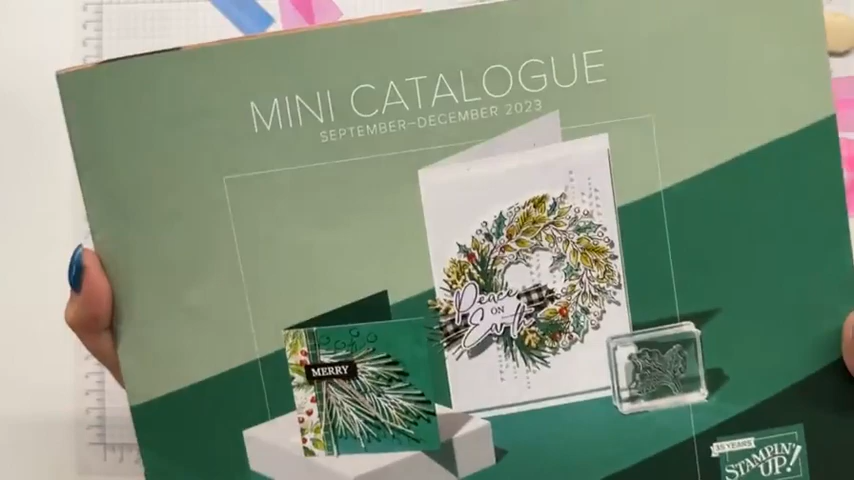 MINI CATALOGUE
SEPTEMBER–DECEMBER 2023
Peace
ON
Earth
MERRY
35 YEARS
STAMPIN'
UP!